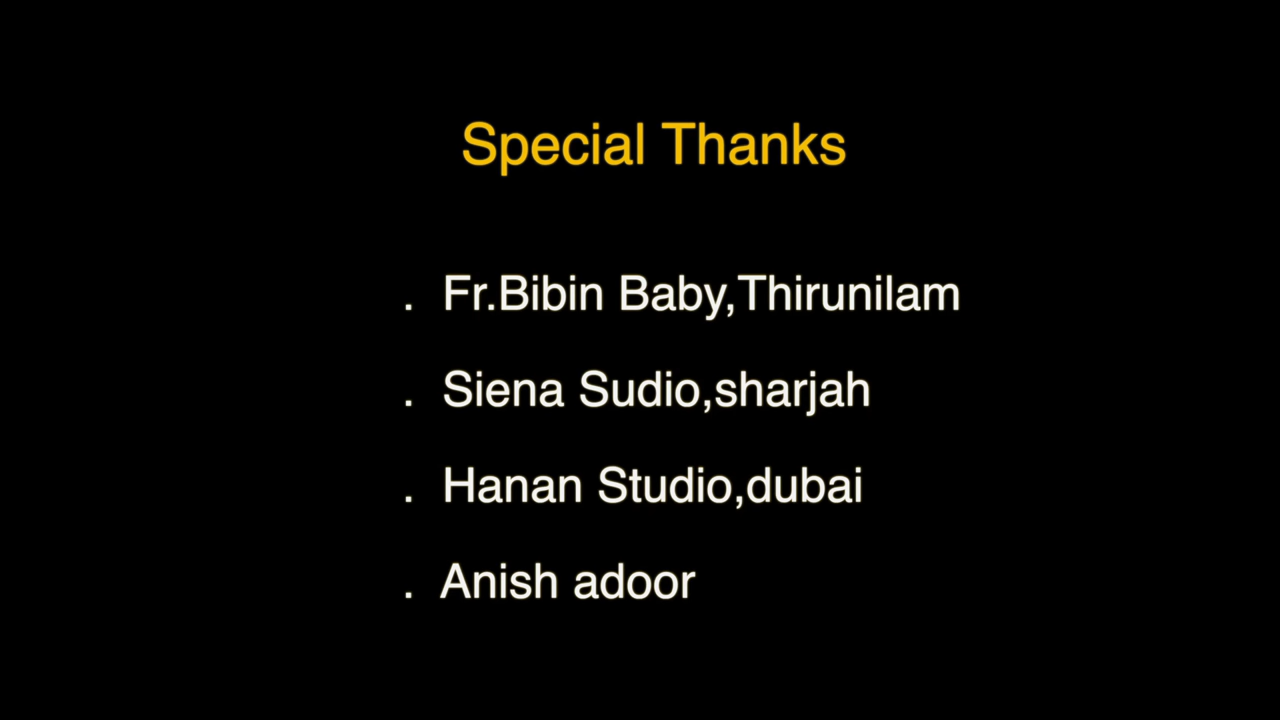 Special Thanks
. Fr.Bibin Baby,Thirunilam
. Siena Sudio,sharjah
. Hanan Studio,dubai
. Anish adoor